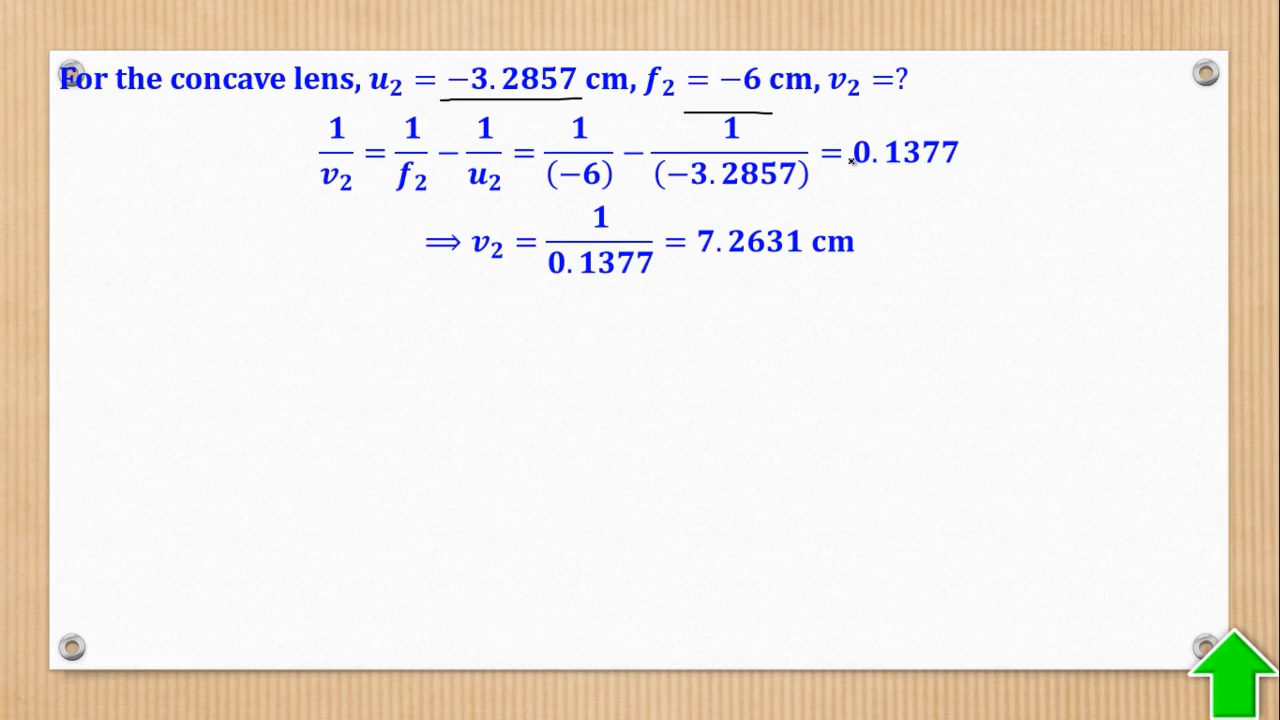 For the concave lens, u₂ = −3.2857 cm, f₂ = −6 cm, v₂ =?
1/v₂ = 1/f₂ − 1/u₂ = 1/(−6) − 1/(−3.2857) = 0.1377
⟹ v₂ = 1/0.1377 = 7.2631 cm